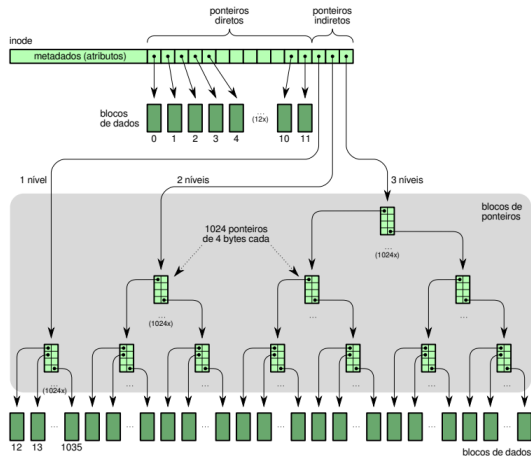 ponteiros
diretos
ponteiros
indiretos
inode
metadados (atributos)
blocos
de dados
...
(12x)
0
1
2
3
4
10
11
1 nível
2 níveis
3 níveis
blocos de
ponteiros
1024 ponteiros
de 4 bytes cada
...
(1024x)
...
(1024x)
...
...
...
(1024x)
...
...
...
...
...
...
...
...
...
...
...
...
...
...
12
13
1035
blocos de dados